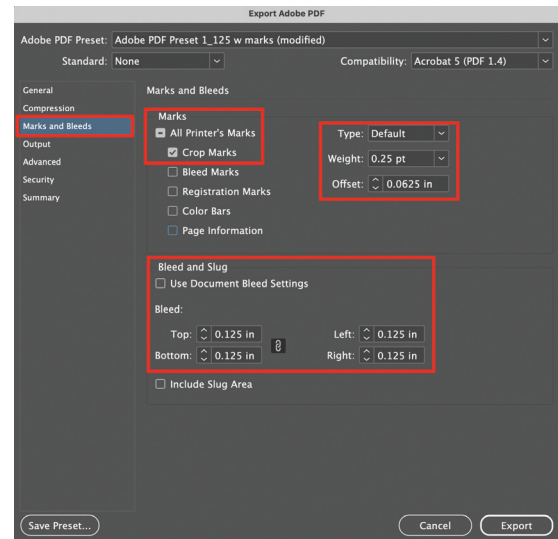 Export Adobe PDF
Adobe PDF Preset: Adobe PDF Preset 1_125 w marks (modified)
Standard: None Compatibility: Acrobat 5 (PDF 1.4)
General
Compression
Marks and Bleeds
Output
Advanced
Security
Summary
Marks and Bleeds
Marks
All Printer's Marks
Crop Marks
Bleed Marks
Registration Marks
Color Bars
Page Information
Type: Default
Weight: 0.25 pt
Offset: 0.0625 in
Bleed and Slug
Use Document Bleed Settings
Bleed:
Top: 0.125 in Left: 0.125 in
Bottom: 0.125 in Right: 0.125 in
Include Slug Area
Save Preset... Cancel Export